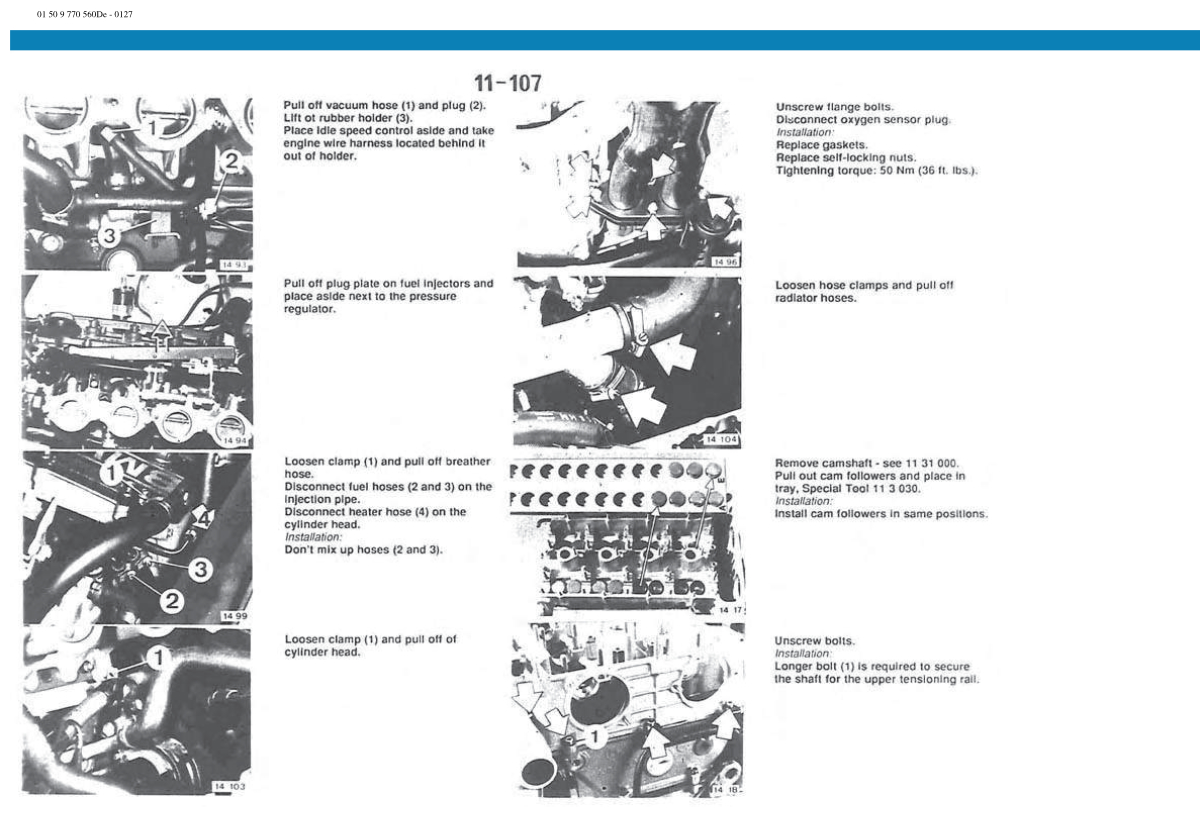 01 50 9 770 560De - 0127
11-107
1
2
3
14 93
Pull off vacuum hose (1) and plug (2).
Lift ot rubber holder (3).
Place idle speed control aside and take
engine wire harness located behind it
out of holder.
14 94
Pull off plug plate on fuel injectors and
place aside next to the pressure
regulator.
1
4
3
2
14 99
Loosen clamp (1) and pull off breather
hose.
Disconnect fuel hoses (2 and 3) on the
injection pipe.
Disconnect heater hose (4) on the
cylinder head.
Installation:
Don't mix up hoses (2 and 3).
1
14 103
Loosen clamp (1) and pull off of
cylinder head.
14 96
Unscrew flange bolts.
Disconnect oxygen sensor plug.
Installation:
Replace gaskets.
Replace self-locking nuts.
Tightening torque: 50 Nm (36 ft. lbs.).
14 104
Loosen hose clamps and pull off
radiator hoses.
E
A
14 17
Remove camshaft - see 11 31 000.
Pull out cam followers and place in
tray, Special Tool 11 3 030.
Installation:
Install cam followers in same positions.
1
14 18
Unscrew bolts.
Installation:
Longer bolt (1) is required to secure
the shaft for the upper tensioning rail.